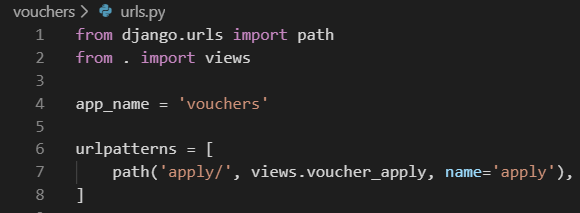 vouchers > urls.py
1 from django.urls import path
2 from . import views
3
4 app_name = 'vouchers'
5
6 urlpatterns = [
7     path('apply/', views.voucher_apply, name='apply'),
8 ]